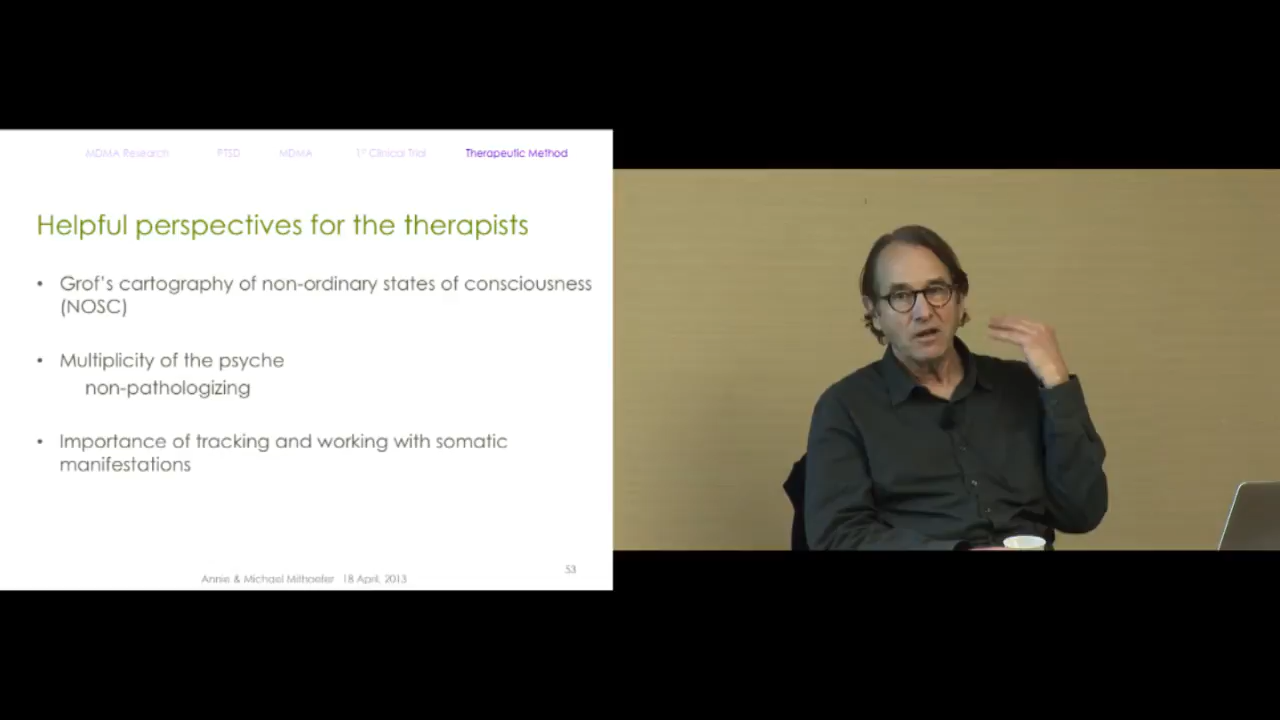 MDMA Research PTSD MDMA 1st Clinical Trial Therapeutic Method
Helpful perspectives for the therapists
• Grof's cartography of non-ordinary states of consciousness
(NOSC)
• Multiplicity of the psyche
non-pathologizing
• Importance of tracking and working with somatic
manifestations
53
Annie & Michael Mithoefer 18 April, 2013